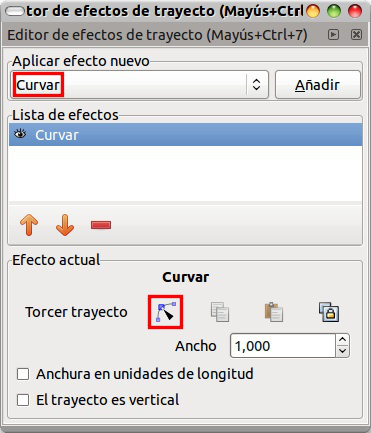 tor de efectos de trayecto (Mayús+Ctrl
Editor de efectos de trayecto (Mayús+Ctrl+7)
Aplicar efecto nuevo
Curvar
Añadir
Lista de efectos
Curvar
Efecto actual
Curvar
Torcer trayecto
Ancho 1,000
Anchura en unidades de longitud
El trayecto es vertical